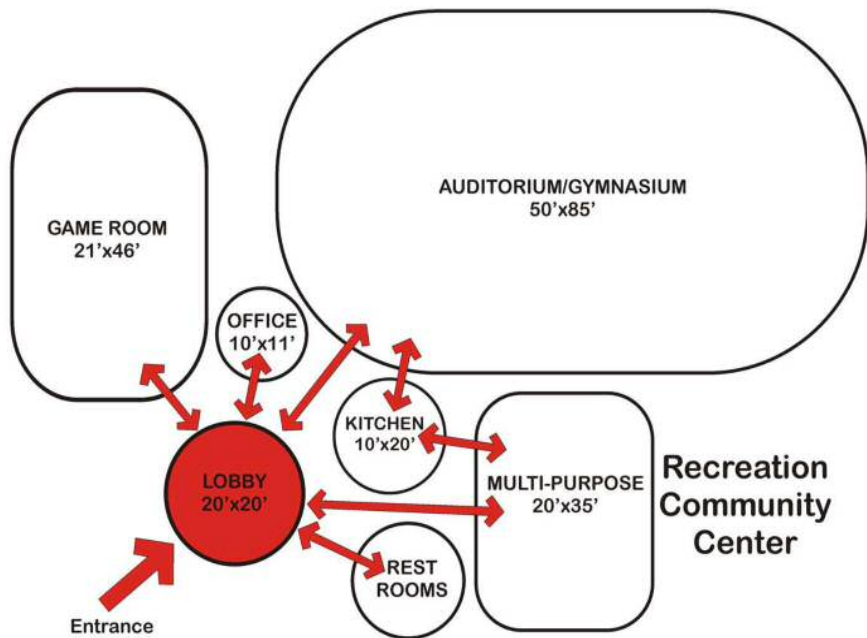 AUDITORIUM/GYMNASIUM
50’x85’
GAME ROOM
21’x46’
OFFICE
10’x11’
KITCHEN
10’x20’
LOBBY
20’x20’
MULTI-PURPOSE
20’x35’
Recreation
Community
Center
REST
ROOMS
Entrance